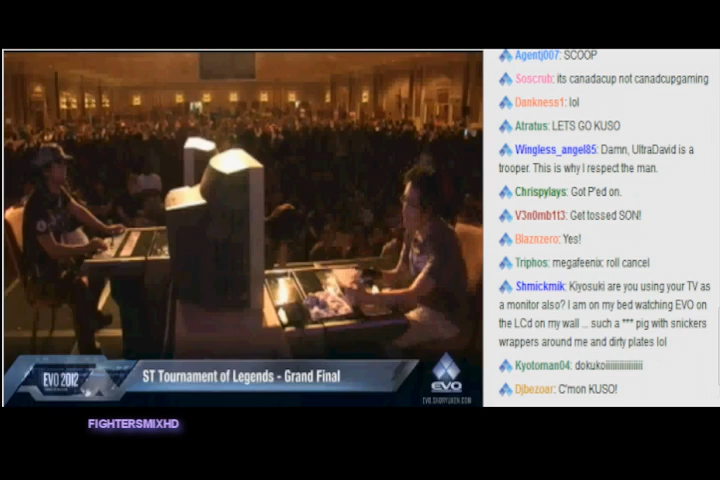 Agentj007: SCOOP
Soscrub: its canadacup not canadcupgaming
Dankness1: lol
Atratus: LETS GO KUSO
Wingless_angel85: Damn, UltraDavid is a
trooper. This is why I respect the man.
Chrispylays: Got P'ed on.
V3n0mb1t3: Get tossed SON!
Blaznzero: Yes!
Triphos: megafeenix: roll cancel
Shmickmik: Kiyosuki are you using your TV as
a monitor also? I am on my bed watching EVO on
the LCd on my wall ... such a *** pig with snickers
wrappers around me and dirty plates lol
Kyotoman04: dokukoiiiiiiiiiiiiiiiii
Djbezoar: C'mon KUSO!
EVO 2012
ST Tournament of Legends - Grand Final
EVO
EVO.SHORYUKEN.COM
FIGHTERSMIXHD